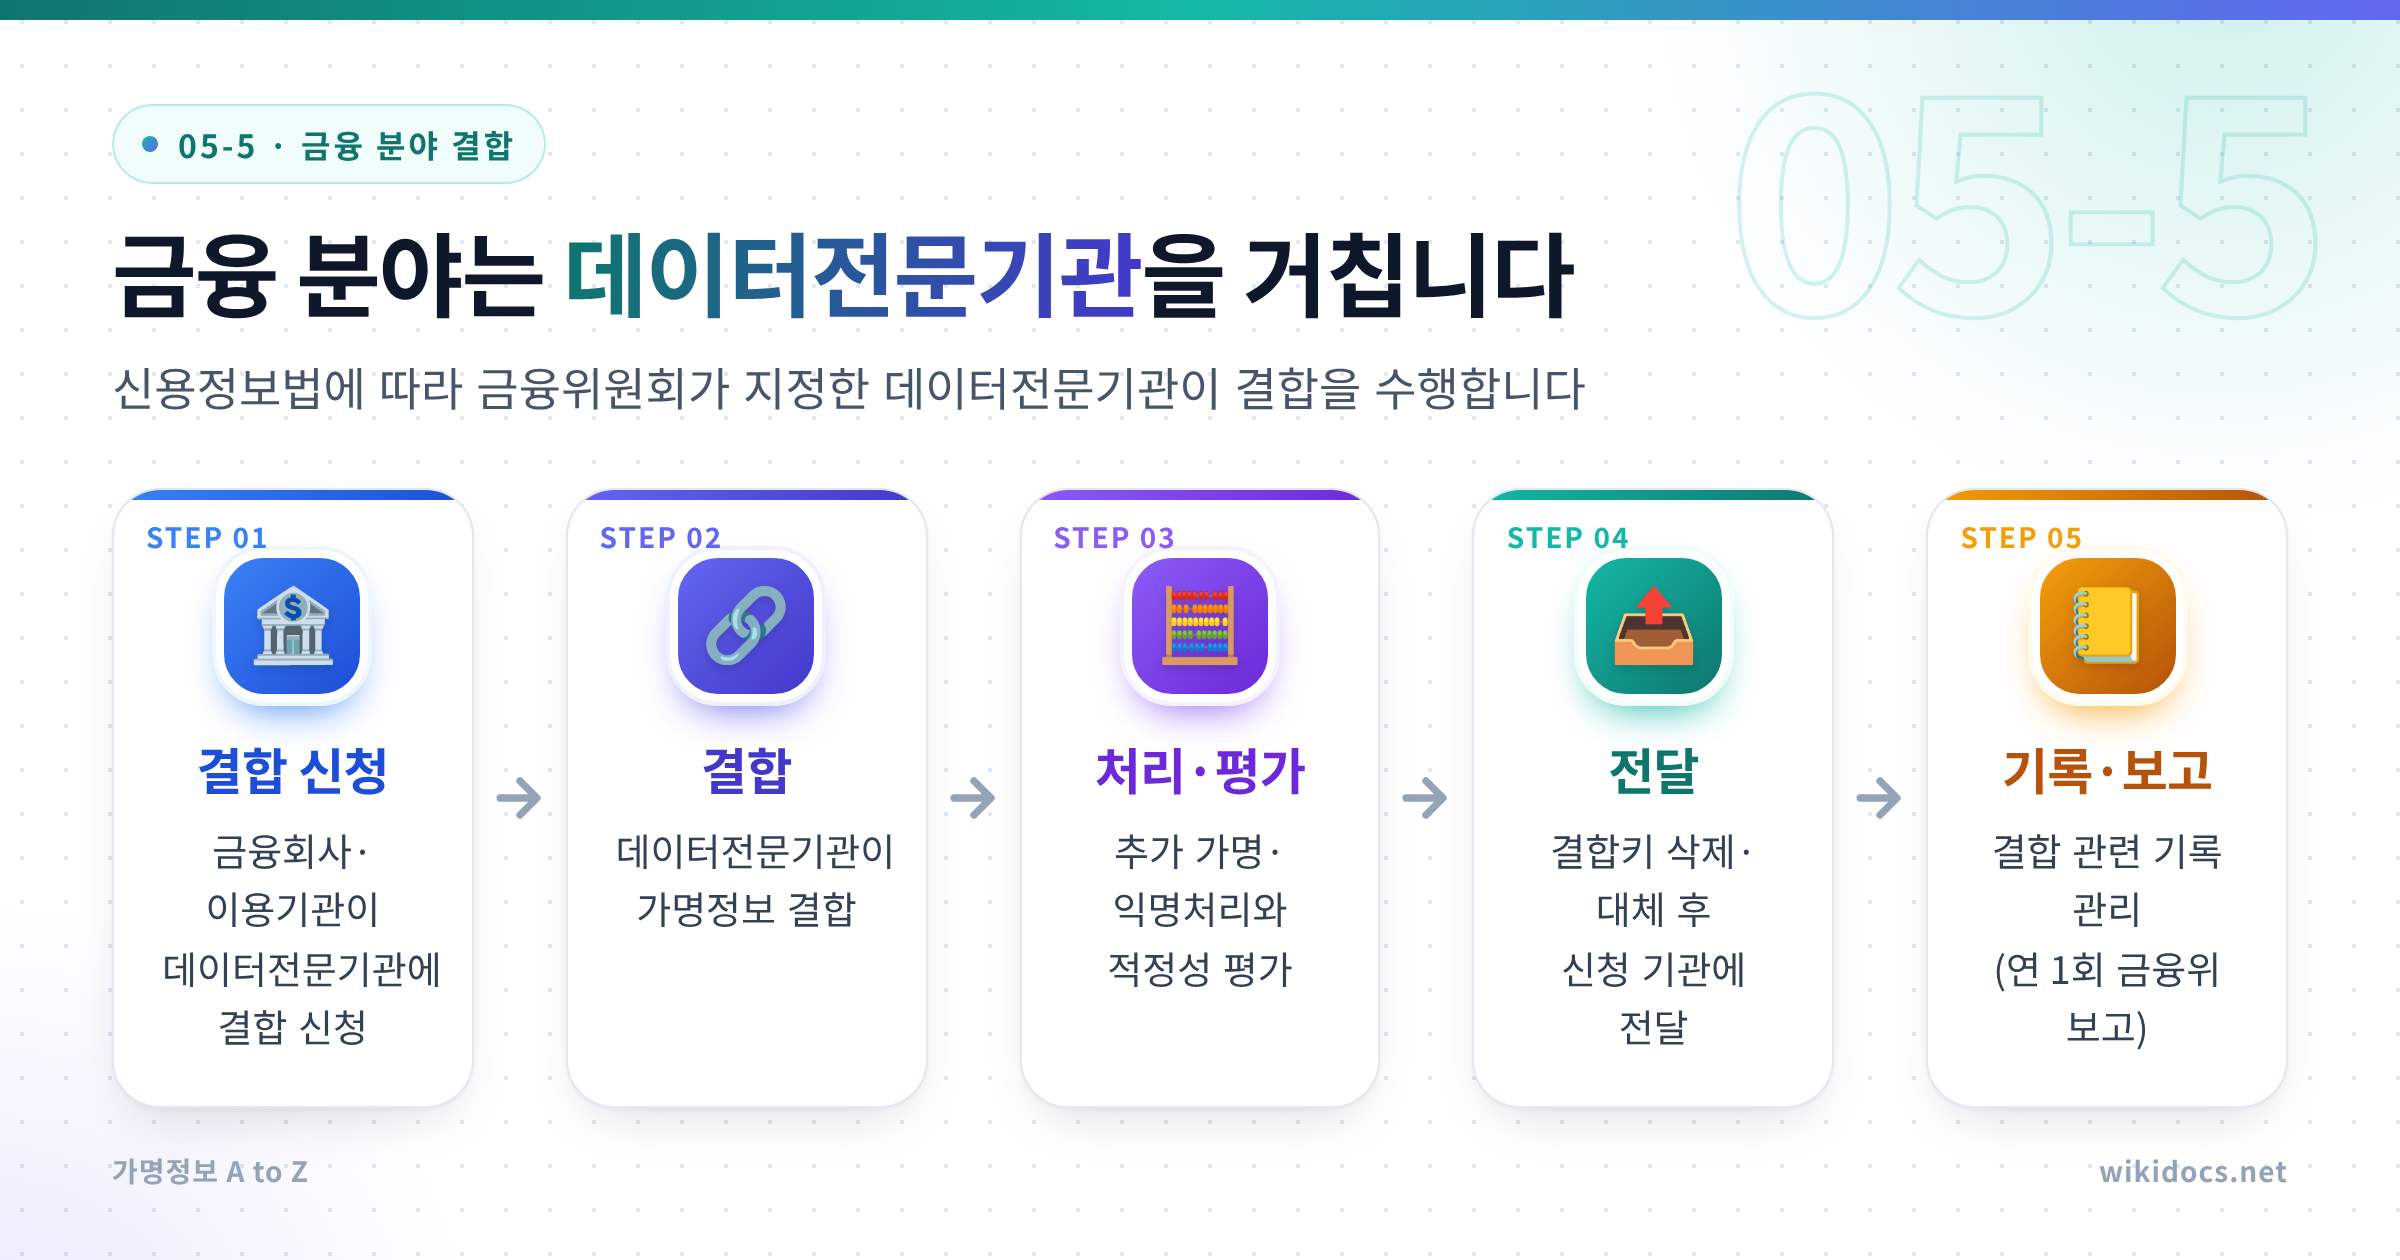 05-5 · 금융 분야 결합
05-5
금융 분야는 데이터전문기관을 거칩니다
신용정보법에 따라 금융위원회가 지정한 데이터전문기관이 결합을 수행합니다
STEP 01
$
결합 신청
금융회사·
이용기관이
데이터전문기관에
결합 신청
STEP 02
결합
데이터전문기관이
가명정보 결합
STEP 03
처리·평가
추가 가명·
익명처리와
적정성 평가
STEP 04
전달
결합키 삭제·
대체 후
신청 기관에
전달
STEP 05
기록·보고
결합 관련 기록
관리
(연 1회 금융위
보고)
가명정보 A to Z
wikidocs.net